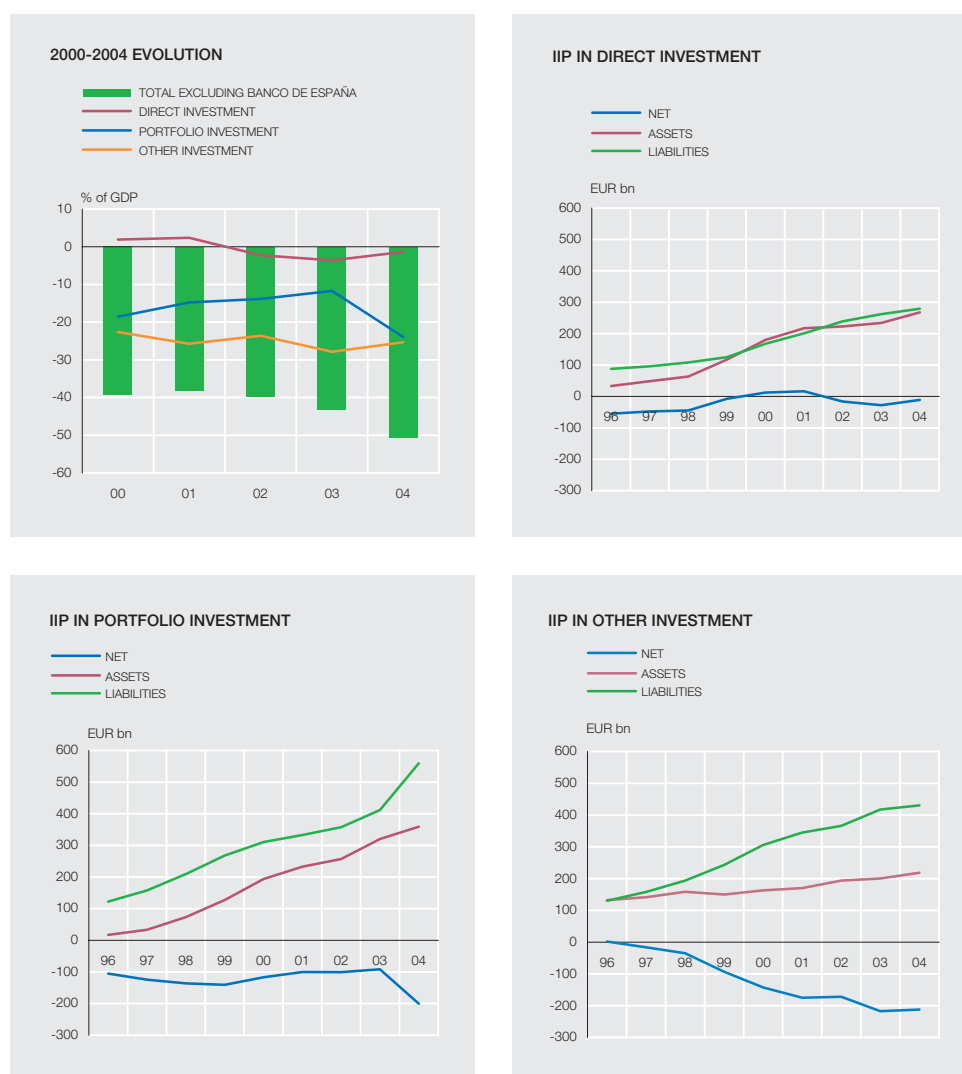 2000-2004 EVOLUTION
TOTAL EXCLUDING BANCO DE ESPAÑA
DIRECT INVESTMENT
PORTFOLIO INVESTMENT
OTHER INVESTMENT
% of GDP
10
0
-10
-20
-30
-40
-50
-60
00 01 02 03 04
IIP IN DIRECT INVESTMENT
NET
ASSETS
LIABILITIES
EUR bn
600
500
400
300
200
100
0
-100
-200
-300
96 97 98 99 00 01 02 03 04
IIP IN PORTFOLIO INVESTMENT
NET
ASSETS
LIABILITIES
EUR bn
600
500
400
300
200
100
0
-100
-200
-300
96 97 98 99 00 01 02 03 04
IIP IN OTHER INVESTMENT
NET
ASSETS
LIABILITIES
EUR bn
600
500
400
300
200
100
0
-100
-200
-300
96 97 98 99 00 01 02 03 04